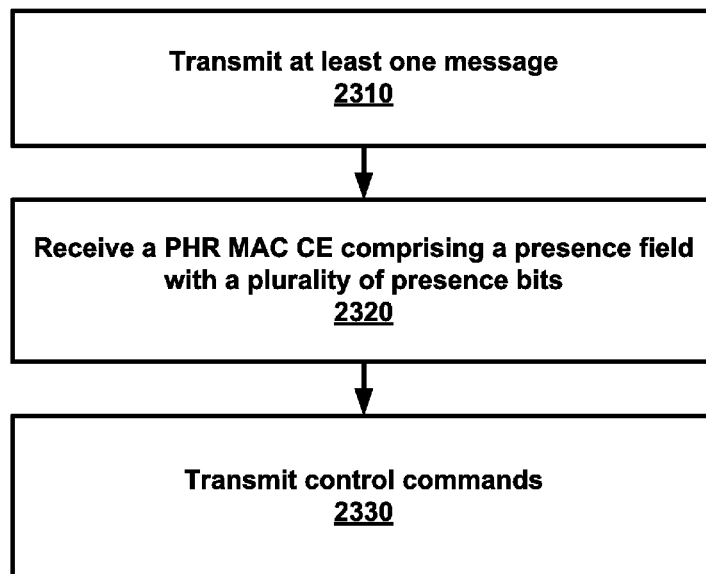 Transmit at least one message
2310
Receive a PHR MAC CE comprising a presence field
with a plurality of presence bits
2320
Transmit control commands
2330